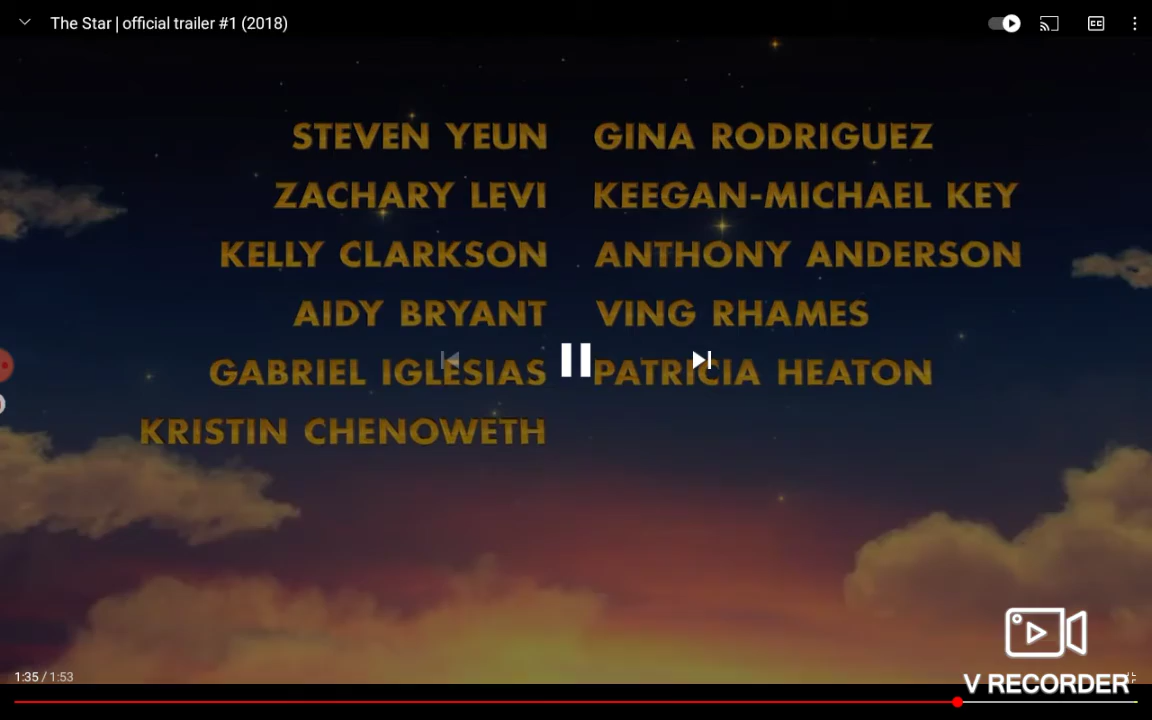 The Star | official trailer #1 (2018)
CC
STEVEN YEUN GINA RODRIGUEZ
ZACHARY LEVI KEEGAN-MICHAEL KEY
KELLY CLARKSON ANTHONY ANDERSON
AIDY BRYANT VING RHAMES
GABRIEL IGLESIAS PATRICIA HEATON
KRISTIN CHENOWETH
1:35 / 1:53
V RECORDER